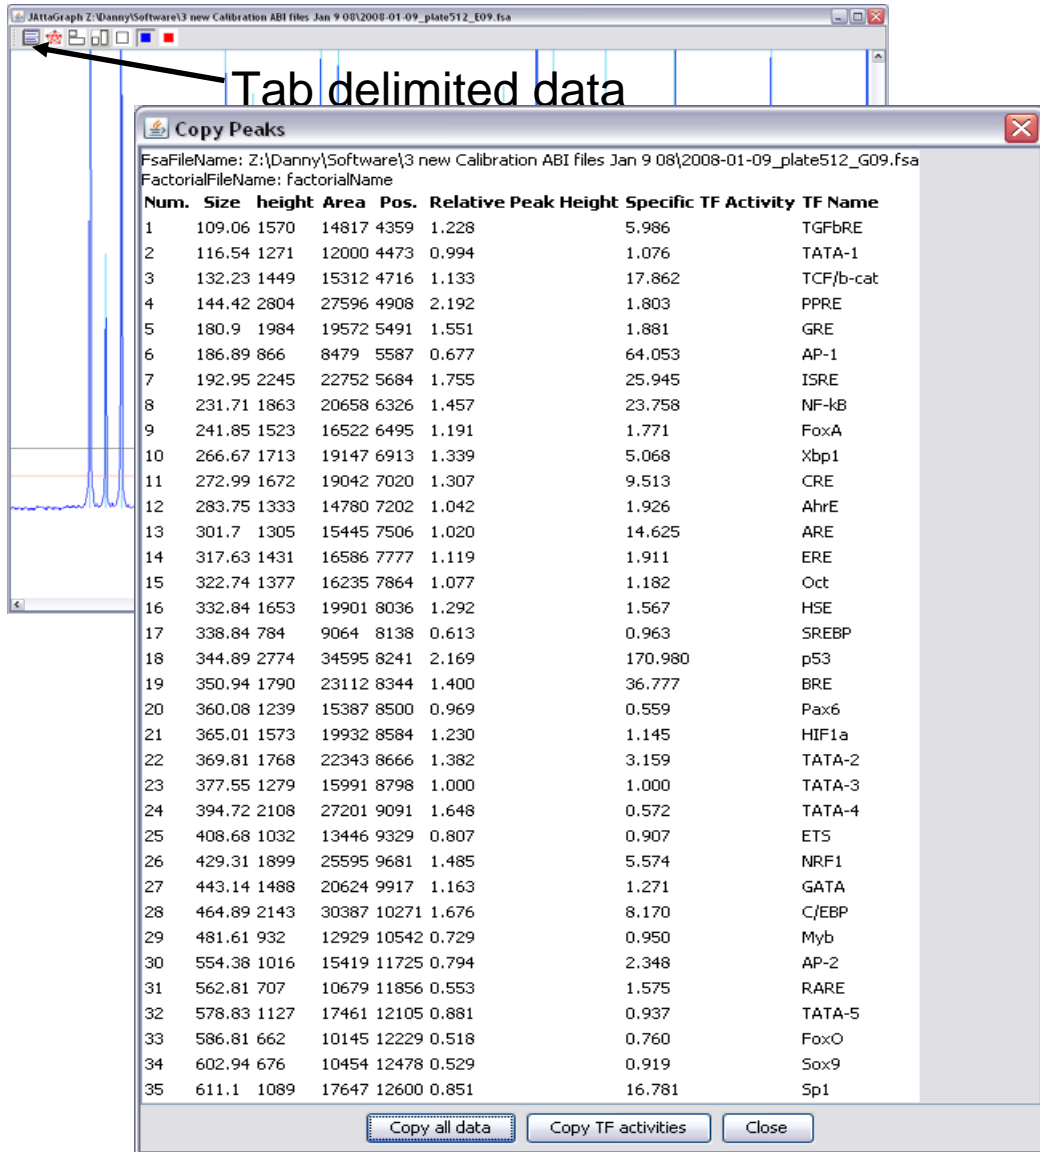 JAttaGraph Z:\Danny\Software\3 new Calibration ABI files Jan 9 08\2008-01-09_plate512_E09.fsa
Tab delimited data
Copy Peaks
FsaFileName: Z:\Danny\Software\3 new Calibration ABI files Jan 9 08\2008-01-09_plate512_G09.fsa
FactorialFileName: factorialName
Num. Size height Area Pos. Relative Peak Height Specific TF Activity TF Name
1 109.06 1570 14817 4359 1.228 5.986 TGFbRE
2 116.54 1271 12000 4473 0.994 1.076 TATA-1
3 132.23 1449 15312 4716 1.133 17.862 TCF/b-cat
4 144.42 2804 27596 4908 2.192 1.803 PPRE
5 180.9 1984 19572 5491 1.551 1.881 GRE
6 186.89 866 8479 5587 0.677 64.053 AP-1
7 192.95 2245 22752 5684 1.755 25.945 ISRE
8 231.71 1863 20658 6326 1.457 23.758 NF-kB
9 241.85 1523 16522 6495 1.191 1.771 FoxA
10 266.67 1713 19147 6913 1.339 5.068 Xbp1
11 272.99 1672 19042 7020 1.307 9.513 CRE
12 283.75 1333 14780 7202 1.042 1.926 AhrE
13 301.7 1305 15445 7506 1.020 14.625 ARE
14 317.63 1431 16586 7777 1.119 1.911 ERE
15 322.74 1377 16235 7864 1.077 1.182 Oct
16 332.84 1653 19901 8036 1.292 1.567 HSE
17 338.84 784 9064 8138 0.613 0.963 SREBP
18 344.89 2774 34595 8241 2.169 170.980 p53
19 350.94 1790 23112 8344 1.400 36.777 BRE
20 360.08 1239 15387 8500 0.969 0.559 Pax6
21 365.01 1573 19932 8584 1.230 1.145 HIF1a
22 369.81 1768 22343 8666 1.382 3.159 TATA-2
23 377.55 1279 15991 8798 1.000 1.000 TATA-3
24 394.72 2108 27201 9091 1.648 0.572 TATA-4
25 408.68 1032 13446 9329 0.807 0.907 ETS
26 429.31 1899 25595 9681 1.485 5.574 NRF1
27 443.14 1488 20624 9917 1.163 1.271 GATA
28 464.89 2143 30387 10271 1.676 8.170 C/EBP
29 481.61 932 12929 10542 0.729 0.950 Myb
30 554.38 1016 15419 11725 0.794 2.348 AP-2
31 562.81 707 10679 11856 0.553 1.575 RARE
32 578.83 1127 17461 12105 0.881 0.937 TATA-5
33 586.81 662 10145 12229 0.518 0.760 FoxO
34 602.94 676 10454 12478 0.529 0.919 Sox9
35 611.1 1089 17647 12600 0.851 16.781 Sp1
Copy all data Copy TF activities Close